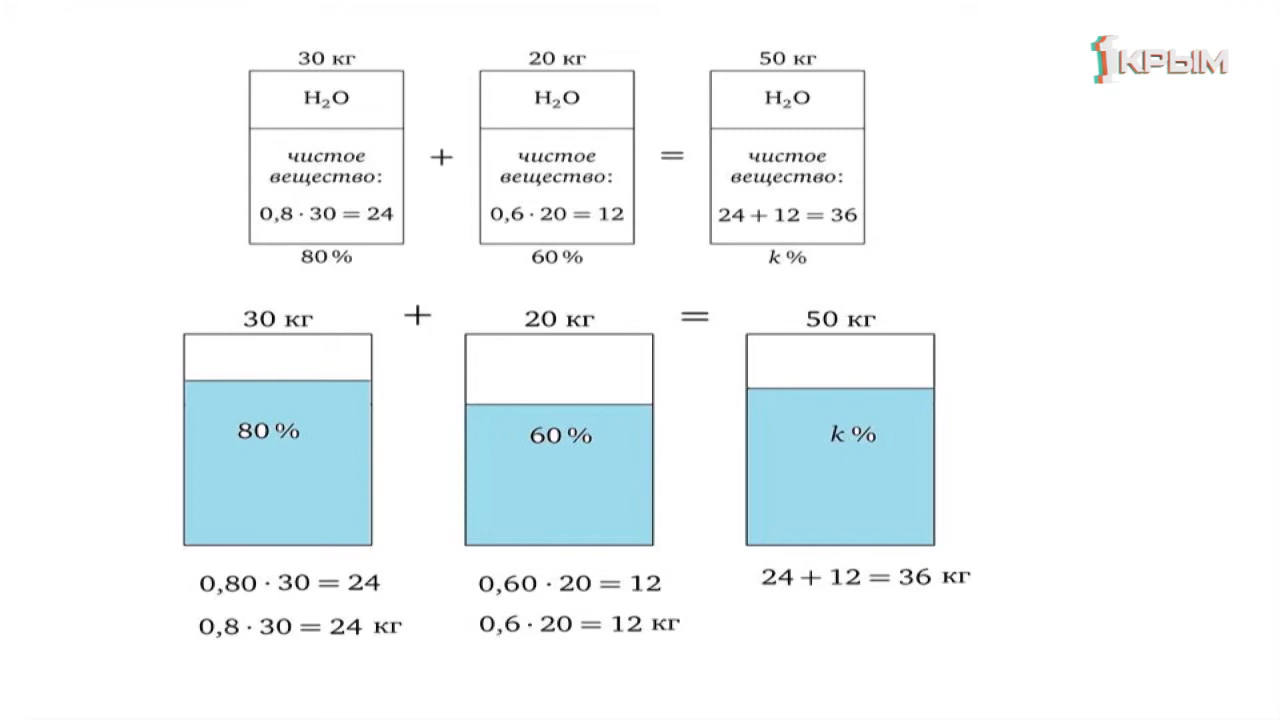 1КРЫМ
30 кг + 20 кг = 50 кг
H₂O H₂O H₂O
чистое чистое чистое
вещество: вещество: вещество:
0,8 · 30 = 24 0,6 · 20 = 12 24 + 12 = 36
80 % 60 % k %
30 кг + 20 кг = 50 кг
80 % 60 % k %
0,80 · 30 = 24 0,60 · 20 = 12 24 + 12 = 36 кг
0,8 · 30 = 24 кг 0,6 · 20 = 12 кг